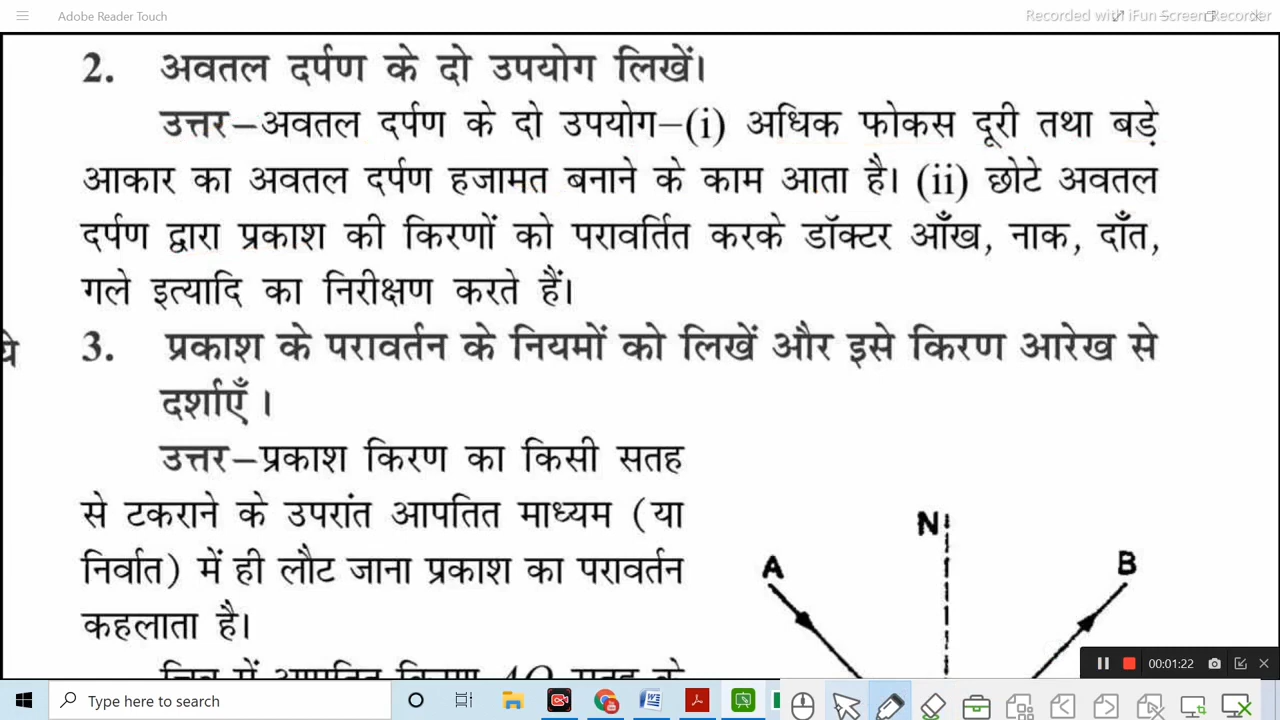 Adobe Reader Touch
Recorded with iFun Screen Recorder
2. अवतल दर्पण के दो उपयोग लिखें।
उत्तर–अवतल दर्पण के दो उपयोग–(i) अधिक फोकस दूरी तथा बड़े
आकार का अवतल दर्पण हजामत बनाने के काम आता है। (ii) छोटे अवतल
दर्पण द्वारा प्रकाश की किरणों को परावर्तित करके डॉक्टर आँख, नाक, दाँत,
गले इत्यादि का निरीक्षण करते हैं।
3. प्रकाश के परावर्तन के नियमों को लिखें और इसे किरण आरेख से
दर्शाएँ ।
उत्तर–प्रकाश किरण का किसी सतह
से टकराने के उपरांत आपतित माध्यम (या
निर्वात) में ही लौट जाना प्रकाश का परावर्तन
कहलाता है।
चित्र में आपतित किरण AO सतह के
N
A
B
00:01:22
Type here to search